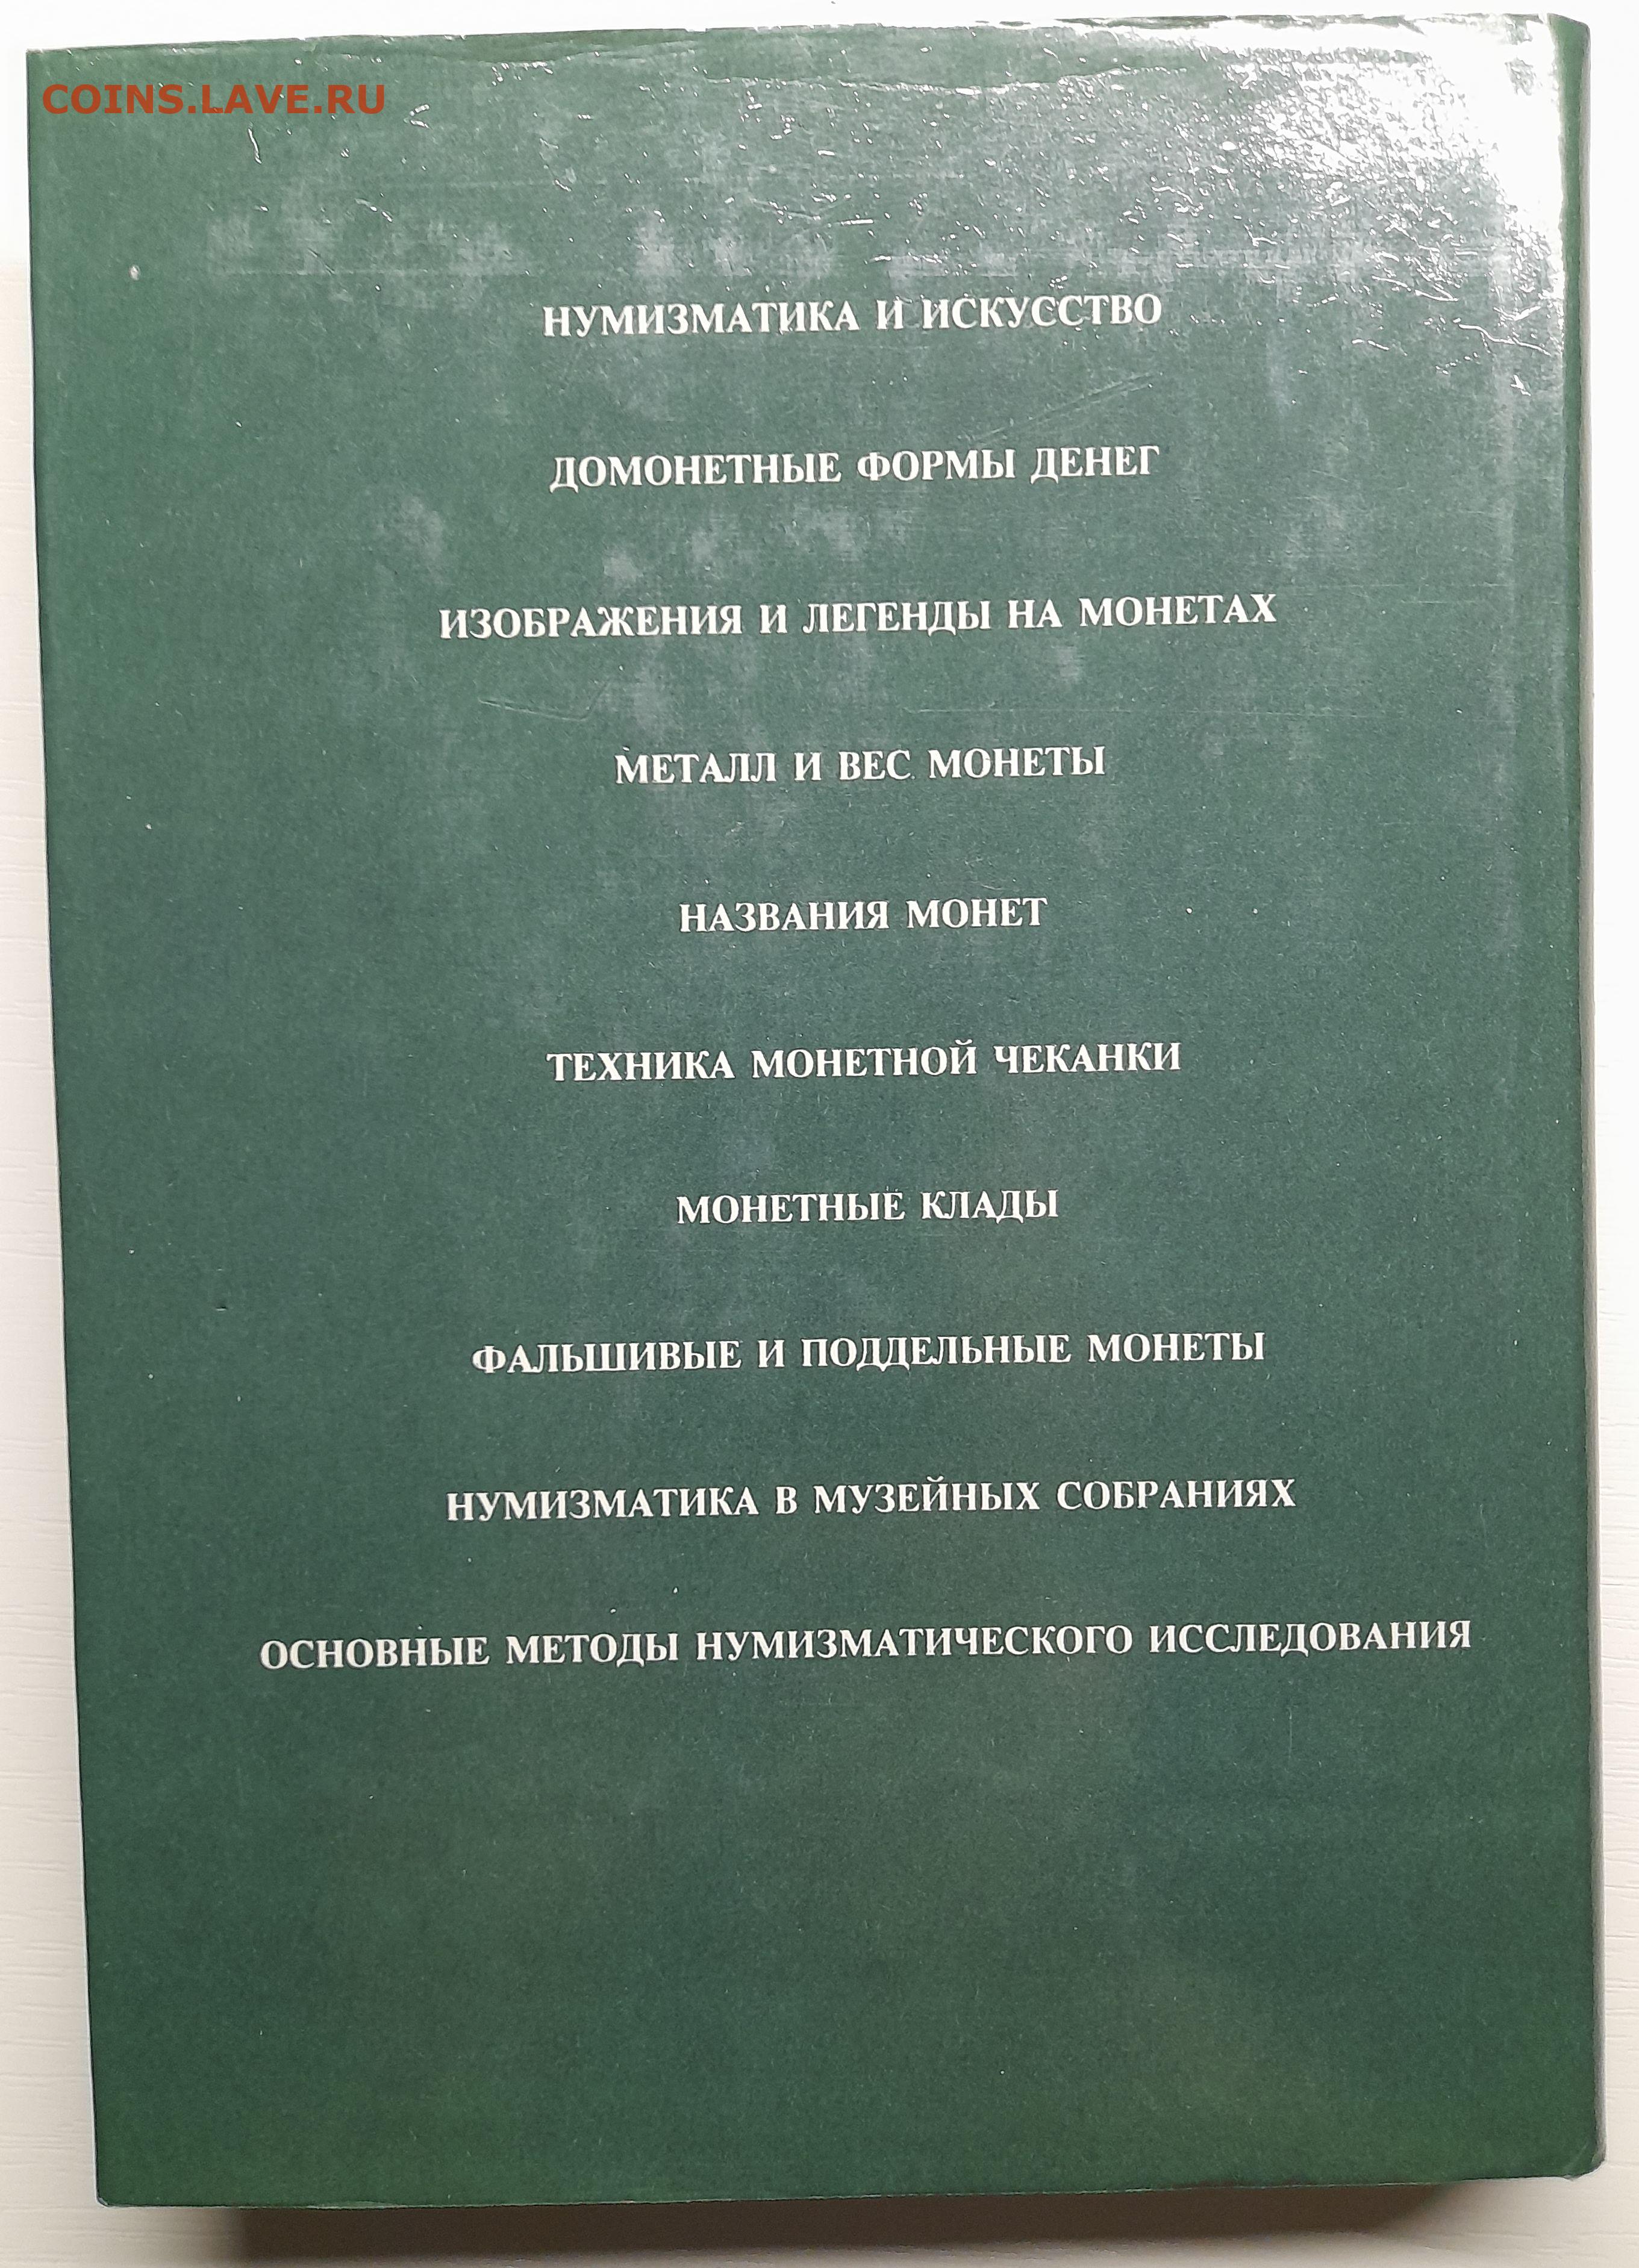 COINS.LAVE.RU
НУМИЗМАТИКА И ИСКУССТВО
ДОМОНЕТНЫЕ ФОРМЫ ДЕНЕГ
ИЗОБРАЖЕНИЯ И ЛЕГЕНДЫ НА МОНЕТАХ
МЕТАЛЛ И ВЕС МОНЕТЫ
НАЗВАНИЯ МОНЕТ
ТЕХНИКА МОНЕТНОЙ ЧЕКАНКИ
МОНЕТНЫЕ КЛАДЫ
ФАЛЬШИВЫЕ И ПОДДЕЛЬНЫЕ МОНЕТЫ
НУМИЗМАТИКА В МУЗЕЙНЫХ СОБРАНИЯХ
ОСНОВНЫЕ МЕТОДЫ НУМИЗМАТИЧЕСКОГО ИССЛЕДОВАНИЯ